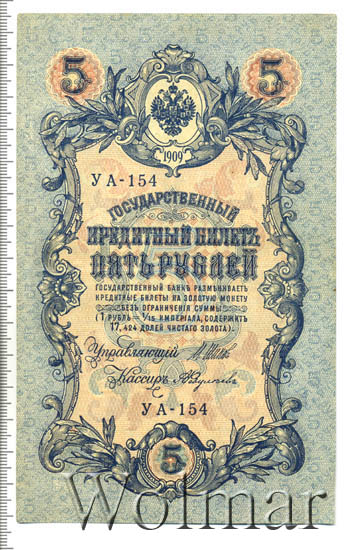 5 5
1909
УА-154
ГОСУДАРСТВЕННЫЙ
КРЕДИТНЫЙ БИЛЕТЪ
ПЯТЬ РУБЛЕЙ
ГОСУДАРСТВЕННЫЙ БАНКЪ РАЗМѢНИВАЕТЪ
КРЕДИТНЫЕ БИЛЕТЫ НА ЗОЛОТУЮ МОНЕТУ
БЕЗЪ ОГРАНИЧЕНІЯ СУММЫ
(1 РУБЛЬ = 1/15 ИМПЕРІАЛА, СОДЕРЖИТЪ
17,424 ДОЛЕЙ ЧИСТАГО ЗОЛОТА).
Управляющій
Кассиръ
УА-154
5
Wolmar